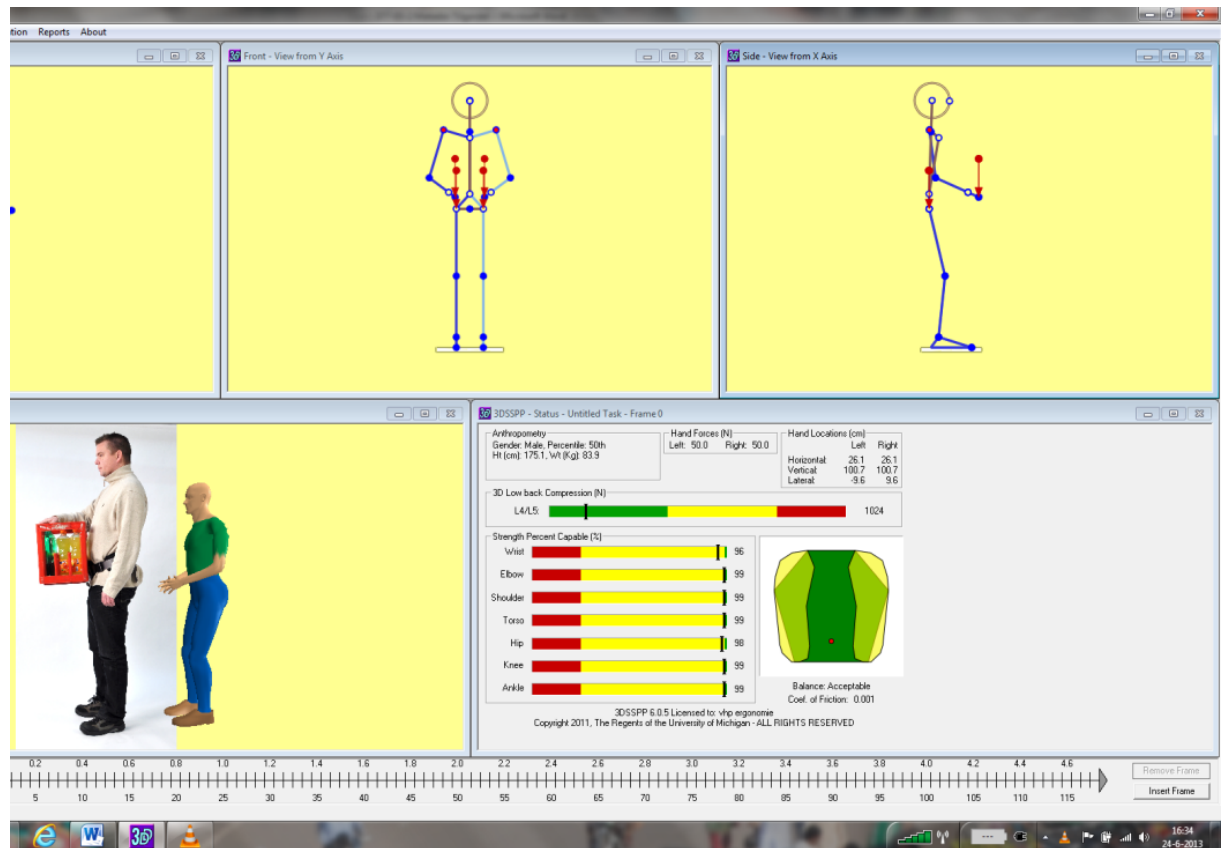 tion Reports About
Front - View from Y Axis
Side - View from X Axis
3DSSPP - Status - Untitled Task - Frame 0
Anthropometry
Gender: Male, Percentile: 50th
Ht (cm): 175.1, Wt (Kg): 83.9
Hand Forces (N)
Left: 50.0 Right: 50.0
Hand Locations (cm)
Left Right
Horizontal: 26.1 26.1
Vertical: 100.7 100.7
Lateral: -9.6 9.6
3D Low back Compression (N)
L4/L5: 1024
Strength Percent Capable (%)
Wrist 96
Elbow 99
Shoulder 99
Torso 99
Hip 98
Knee 99
Ankle 99
Balance: Acceptable
Coef. of Friction: 0.001
3DSSPP 6.0.5 Licensed to: vhp ergonomie
Copyright 2011, The Regents of the University of Michigan - ALL RIGHTS RESERVED
0.2 0.4 0.6 0.8 1.0 1.2 1.4 1.6 1.8 2.0 2.2 2.4 2.6 2.8 3.0 3.2 3.4 3.6 3.8 4.0 4.2 4.4 4.6
5 10 15 20 25 30 35 40 45 50 55 60 65 70 75 80 85 90 95 100 105 110 115
Remove Frame
Insert Frame
16:34
24-6-2013